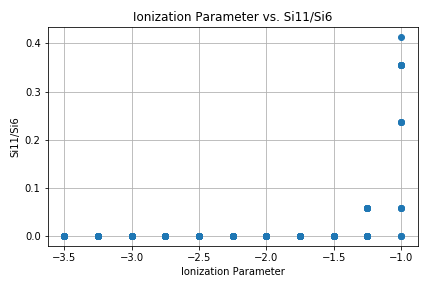 Ionization Parameter vs. Si11/Si6
0.4
0.3
0.2
0.1
0.0
Si11/Si6
−3.5 −3.0 −2.5 −2.0 −1.5 −1.0
Ionization Parameter